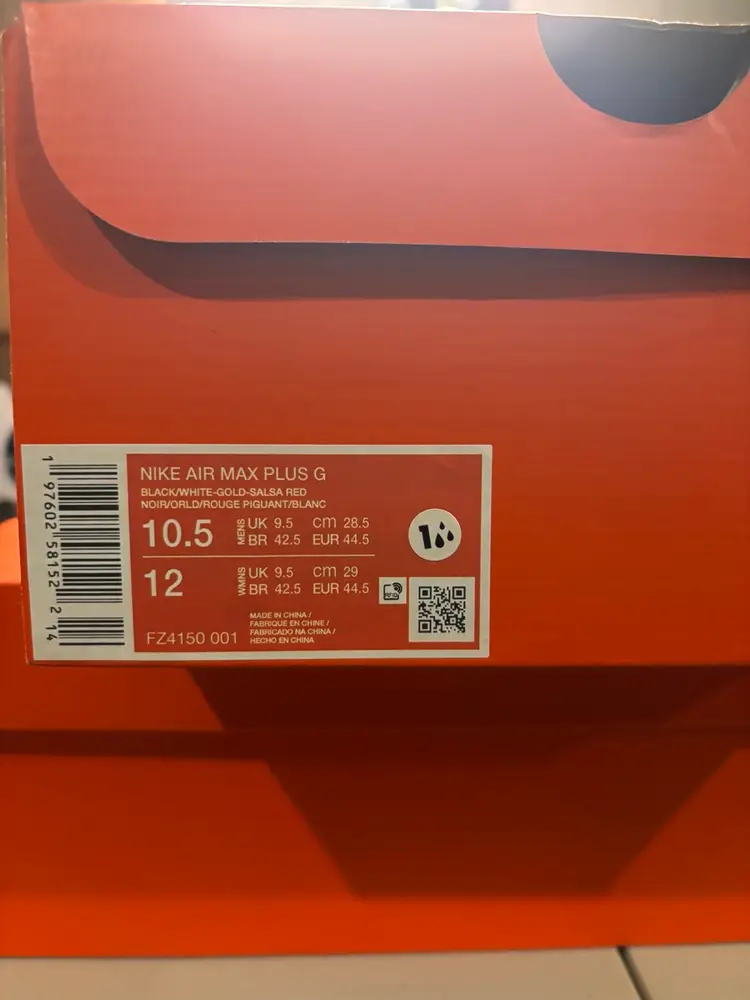 1 97602 58152 2 14
NIKE AIR MAX PLUS G
BLACK/WHITE-GOLD-SALSA RED
NOIR/ORLD/ROUGE PIGUANT/BLANC
10.5 MENS UK 9.5 cm 28.5
BR 42.5 EUR 44.5
12 WMNS UK 9.5 cm 29
BR 42.5 EUR 44.5
RFID
MADE IN CHINA /
FABRIQUE EN CHINE /
FABRICADO NA CHINA /
HECHO EN CHINA
FZ4150 001